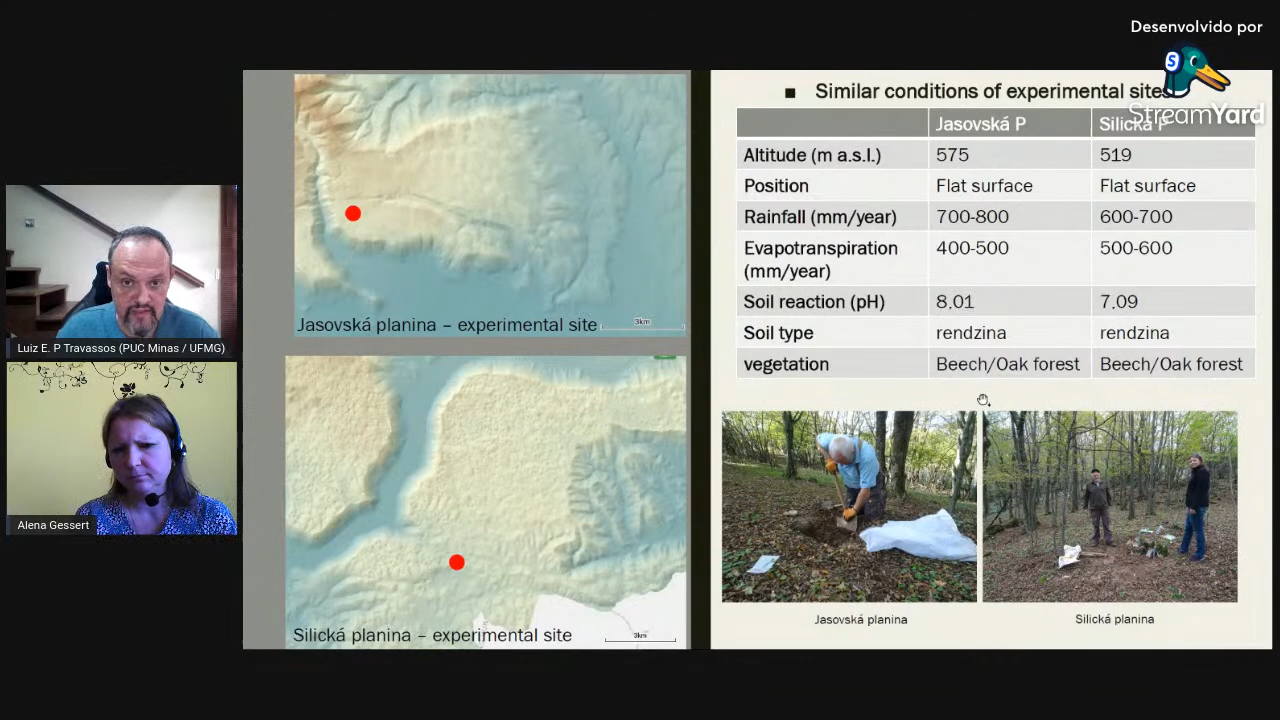 Desenvolvido por
StreamYard
■ Similar conditions of experimental sites
Jasovská P Silická P
Altitude (m a.s.l.) 575 519
Position Flat surface Flat surface
Rainfall (mm/year) 700-800 600-700
Evapotranspiration 400-500 500-600
(mm/year)
Soil reaction (pH) 8,01 7,09
Soil type rendzina rendzina
vegetation Beech/Oak forest Beech/Oak forest
Jasovská planina – experimental site
3km
Silická planina – experimental site
3km
Jasovská planina
Silická planina
Luiz E. P Travassos (PUC Minas / UFMG)
Alena Gessert
S